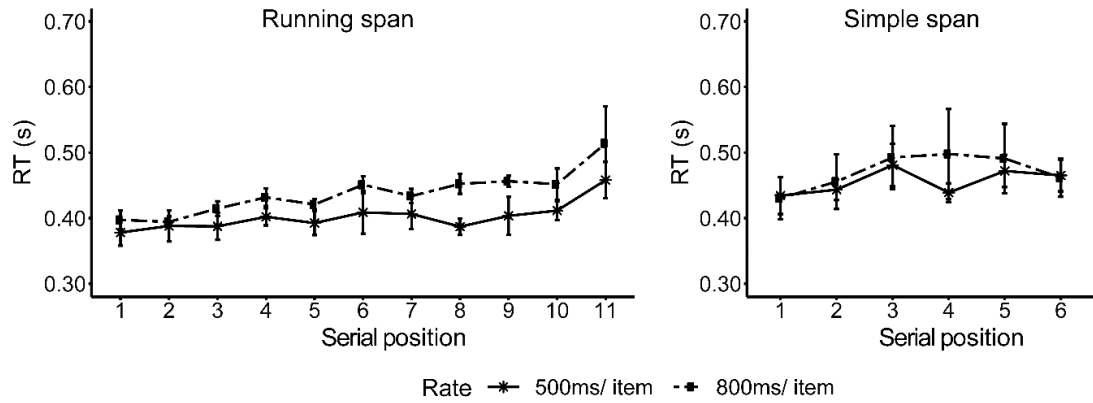 Running span
RT (s)
0.70
0.60
0.50
0.40
0.30
1 2 3 4 5 6 7 8 9 10 11
Serial position
Simple span
RT (s)
0.70
0.60
0.50
0.40
0.30
1 2 3 4 5 6
Serial position
Rate 500ms/ item 800ms/ item